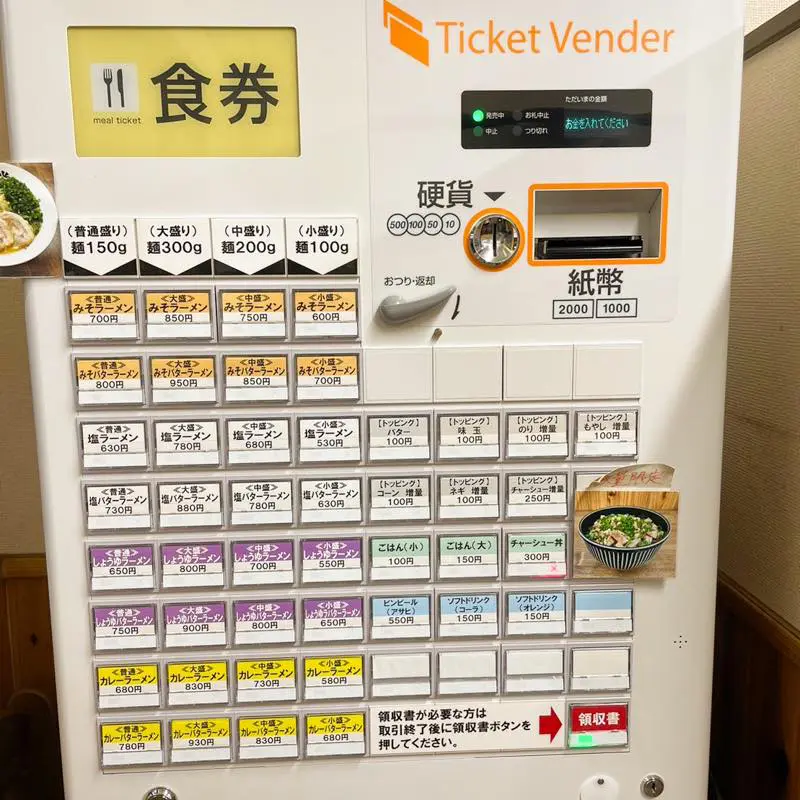 Ticket Vender
食券
meal ticket
ただいまの金額
発売中
お札中止
中止
つり切れ
お金を入れてください
硬貨
500 100 50 10
おつり・返却
紙幣
2000 1000
(普通盛り) 麺150g
(大盛り) 麺300g
(中盛り) 麺200g
(小盛り) 麺100g
≪普通≫ みそラーメン 700円
≪大盛≫ みそラーメン 850円
≪中盛≫ みそラーメン 750円
≪小盛≫ みそラーメン 600円
≪普通≫ みそバターラーメン 800円
≪大盛≫ みそバターラーメン 950円
≪中盛≫ みそバターラーメン 850円
≪小盛≫ みそバターラーメン 700円
≪普通≫ 塩ラーメン 630円
≪大盛≫ 塩ラーメン 780円
≪中盛≫ 塩ラーメン 680円
≪小盛≫ 塩ラーメン 530円
【トッピング】 バター 100円
【トッピング】 味玉 100円
【トッピング】 のり 増量 100円
【トッピング】 もやし 増量 100円
≪普通≫ 塩バターラーメン 730円
≪大盛≫ 塩バターラーメン 880円
≪中盛≫ 塩バターラーメン 780円
≪小盛≫ 塩バターラーメン 630円
【トッピング】 コーン 増量 100円
【トッピング】 ネギ 増量 100円
【トッピング】 チャーシュー増量 250円
≪普通≫ しょうゆラーメン 650円
≪大盛≫ しょうゆラーメン 800円
≪中盛≫ しょうゆラーメン 700円
≪小盛≫ しょうゆラーメン 550円
ごはん(小) 100円
ごはん(大) 150円
チャーシュー丼 300円
≪普通≫ しょうゆバターラーメン 750円
≪大盛≫ しょうゆバターラーメン 900円
≪中盛≫ しょうゆバターラーメン 800円
≪小盛≫ しょうゆバターラーメン 650円
ビンビール (アサヒ) 550円
ソフトドリンク (コーラ) 150円
ソフトドリンク (オレンジ) 150円
≪普通≫ カレーラーメン 680円
≪大盛≫ カレーラーメン 830円
≪中盛≫ カレーラーメン 730円
≪小盛≫ カレーラーメン 580円
≪普通≫ カレーバターラーメン 780円
≪大盛≫ カレーバターラーメン 930円
≪中盛≫ カレーバターラーメン 830円
≪小盛≫ カレーバターラーメン 680円
領収書が必要な方は
取引終了後に領収書ボタンを
押してください。
領収書